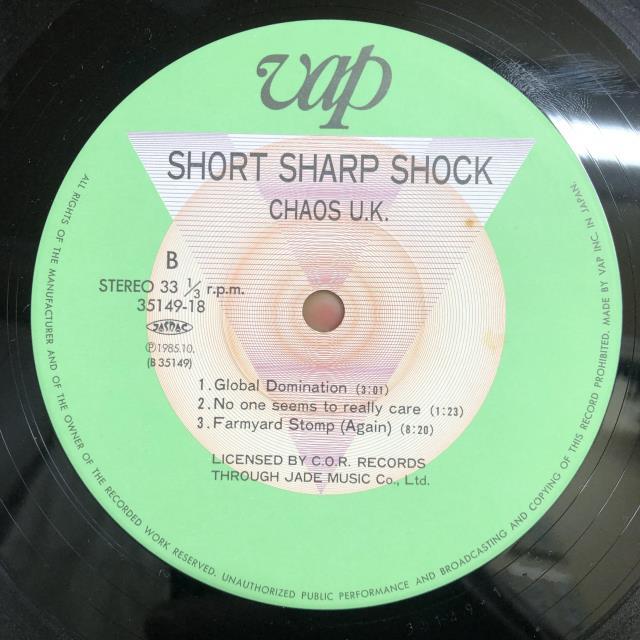 vap
SHORT SHARP SHOCK
CHAOS U.K.
B
STEREO 33 1/3 r.p.m.
35149-18
JASRAC
Ⓟ1985.10.
(B 35149)
1. Global Domination (3:01)
2. No one seems to really care (1:23)
3. Farmyard Stomp (Again) (8:20)
LICENSED BY C.O.R. RECORDS
THROUGH JADE MUSIC Co., Ltd.
ALL RIGHTS OF THE MANUFACTURER AND OF THE OWNER OF THE RECORDED WORK RESERVED. UNAUTHORIZED PUBLIC PERFORMANCE AND BROADCASTING AND COPYING OF THIS RECORD PROHIBITED. MADE BY VAP INC. IN JAPAN.